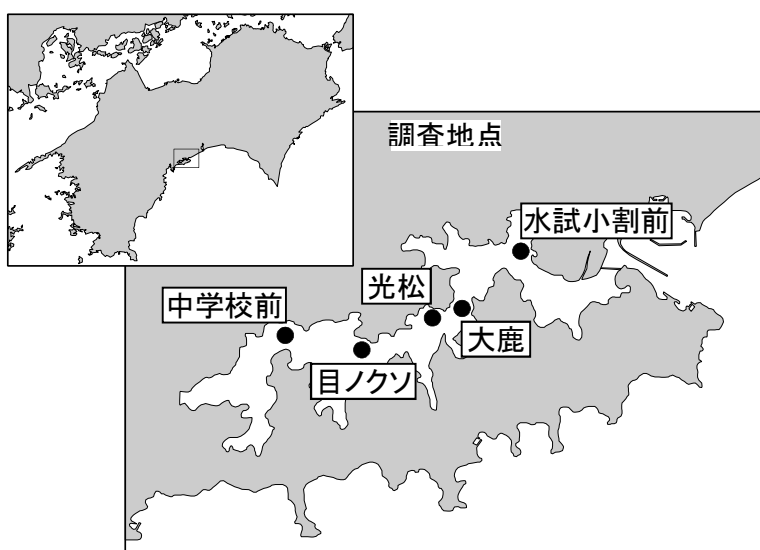 調査地点
水試小割前
光松
中学校前
大鹿
目ノクソ